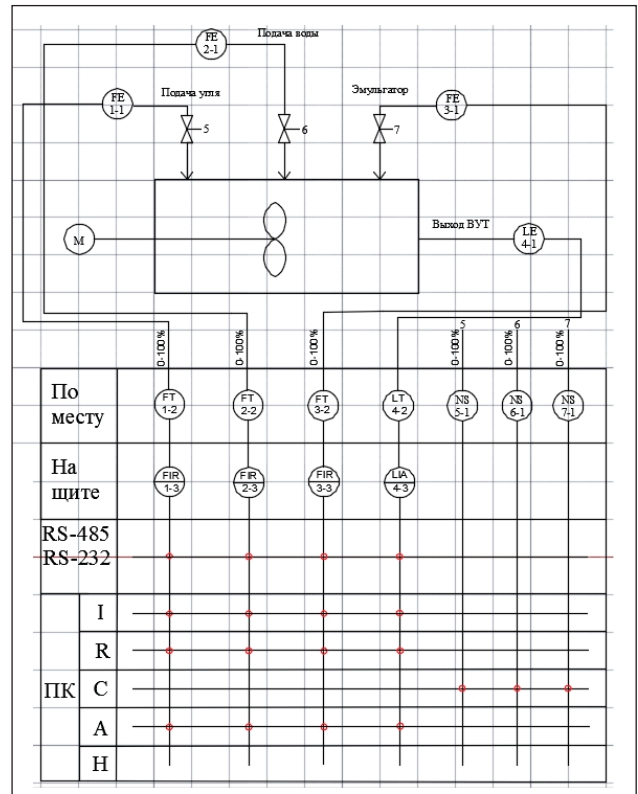 FE
2-1
Подача воды
FE
1-1
Подача угля
Эмульгатор
FE
3-1
5
6
7
M
Выход ВУТ
LE
4-1
0-100%
0-100%
0-100%
0-100%
5
0-100%
6
0-100%
7
По
месту
FT
1-2
FT
2-2
FT
3-2
LT
4-2
NS
5-1
NS
6-1
NS
7-1
На
щите
FIR
1-3
FIR
2-3
FIR
3-3
LIA
4-3
RS-485
RS-232
ПК
I
R
C
A
H